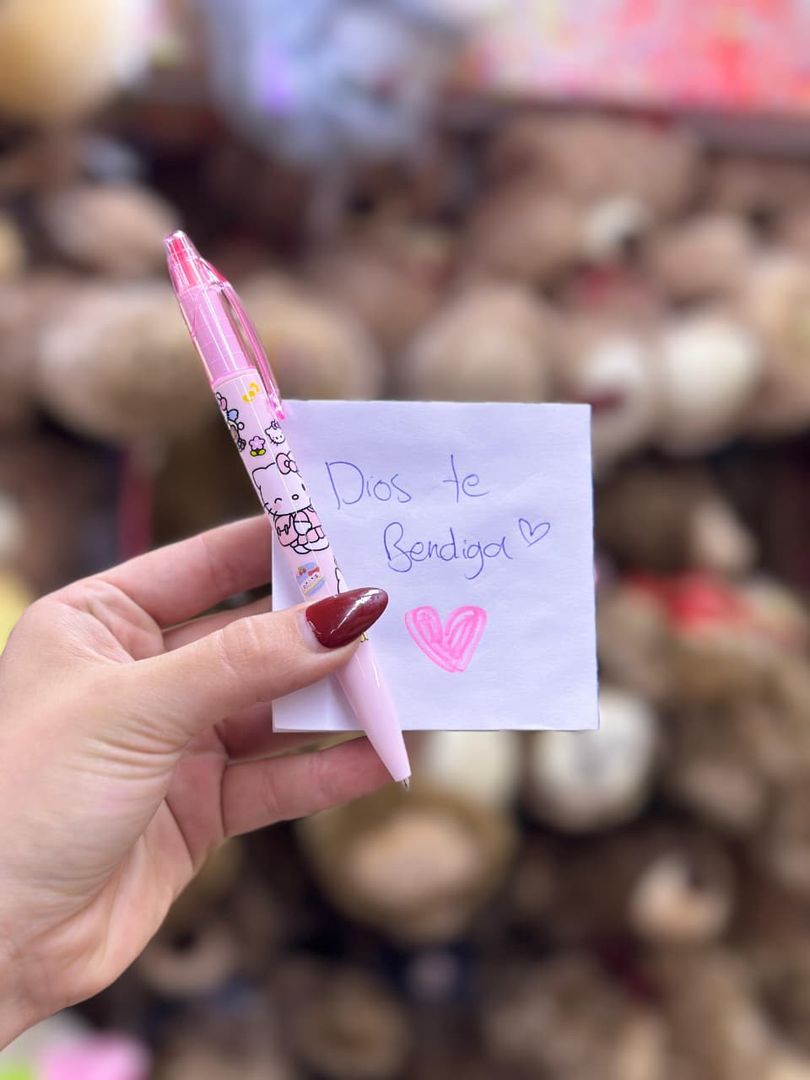 Dios te
Bendiga ♡